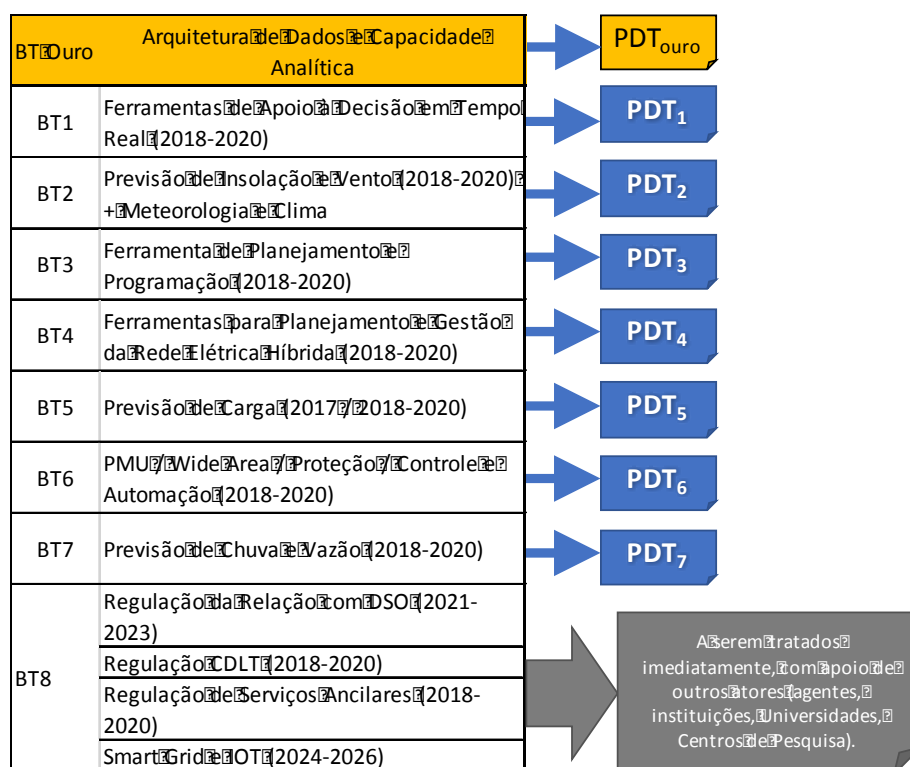 BT Ouro
Arquitetura de Dados e Capacidade
Analítica
PDTouro
BT1
Ferramentas de Apoio à Decisão em Tempo
Real (2018-2020)
PDT1
BT2
Previsão de Insolação e Vento (2018-2020)
+ Meteorologia e Clima
PDT2
BT3
Ferramenta de Planejamento e
Programação (2018-2020)
PDT3
BT4
Ferramentas para Planejamento e Gestão
da Rede Elétrica Híbrida (2018-2020)
PDT4
BT5
Previsão de Carga (2017 / 2018-2020)
PDT5
BT6
PMU / Wide Area / Proteção / Controle e
Automação (2018-2020)
PDT6
BT7
Previsão de Chuva e Vazão (2018-2020)
PDT7
BT8
Regulação da Relação com DSO (2021-
2023)
Regulação CDLT (2018-2020)
Regulação de Serviços Ancilares (2018-
2020)
Smart Grid e IOT (2024-2026)
A serem tratados
imediatamente, com apoio de
outros atores (agentes,
instituições, Universidades,
Centros de Pesquisa).